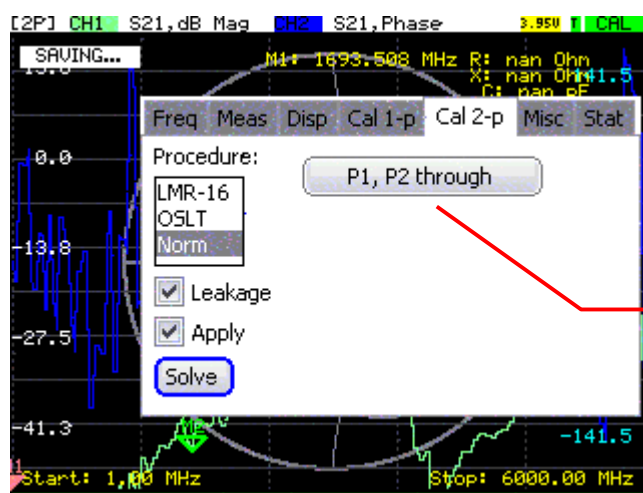 [2P] CH1 S21,dB Mag CH2 S21,Phase 3.95V T CAL
SAVING...
M1: 1693.508 MHz R: nan Ohm
X: nan Ohm 141.5
C: nan pF
Freq Meas Disp Cal 1-p Cal 2-p Misc Stat
0.0
Procedure:
P1, P2 through
LMR-16
OSLT
-13.8
Norm
Leakage
-27.5
Apply
Solve
-41.3
-141.5
Start: 1,00 MHz Stop: 6000.00 MHz